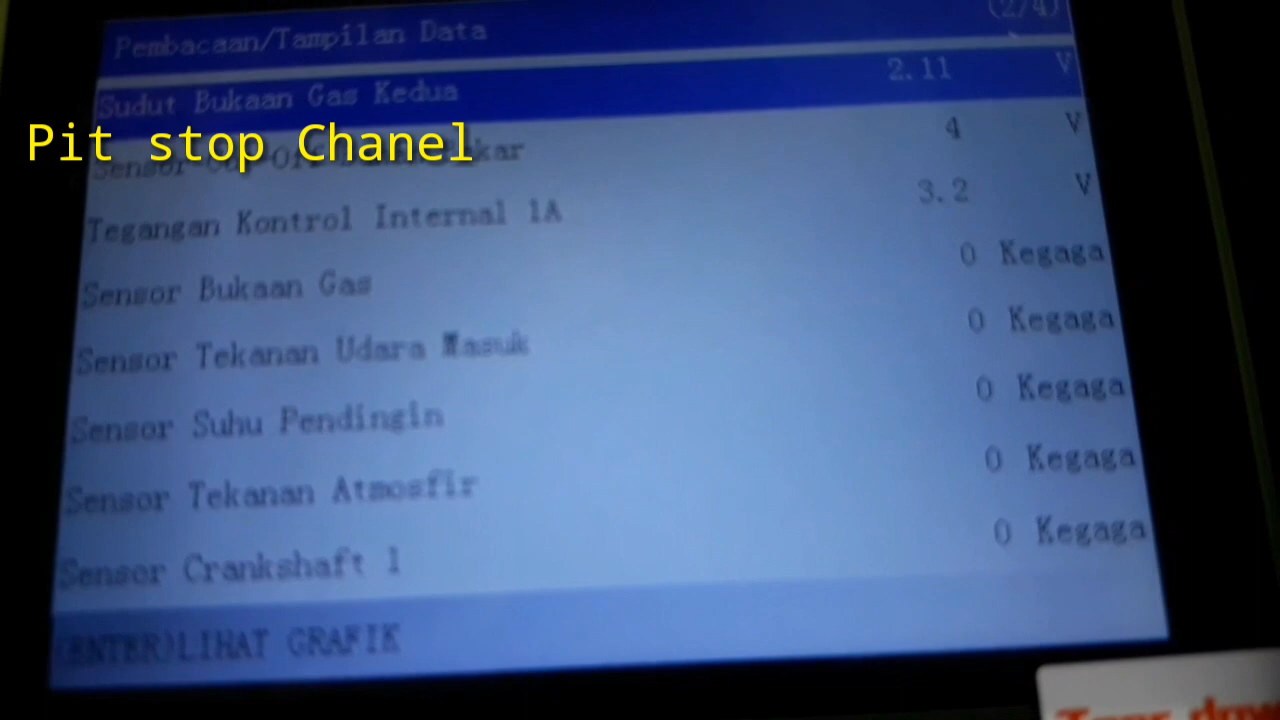 Pembacaan/Tampilan Data (2/4)
Sudut Bukaan Gas Kedua 2.11 V
Pit stop Chanel
Sensor 4 V
Tegangan Kontrol Internal 1A 3.2 V
Sensor Bukaan Gas 0 Kegaga
Sensor Tekanan Udara Masuk 0 Kegaga
Sensor Suhu Pendingin 0 Kegaga
Sensor Tekanan Atmosfir 0 Kegaga
Sensor Crankshaft 1 0 Kegaga
(ENTER)LIHAT GRAFIK